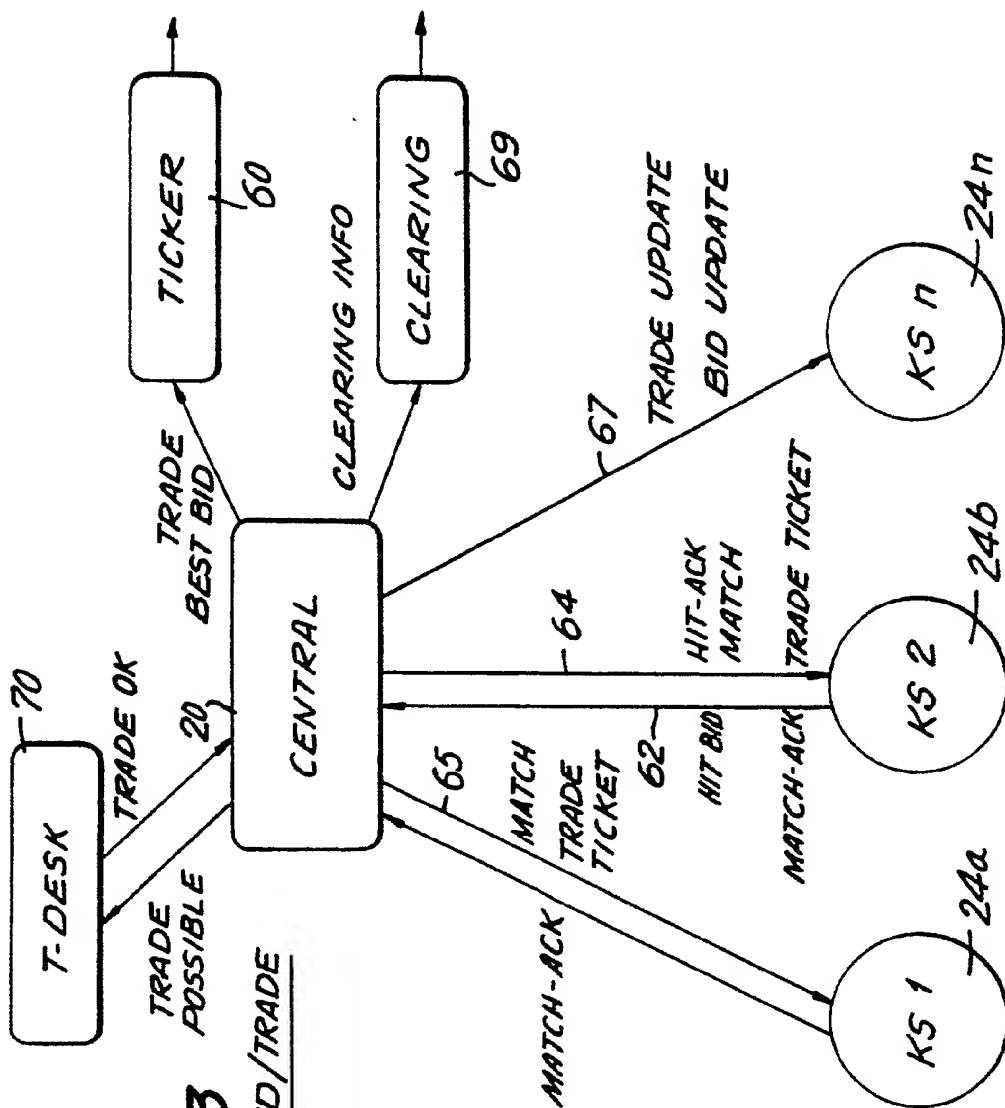 T-DESK
70
TRADE OK
TRADE
POSSIBLE
20
CENTRAL
TRADE
BEST BID
TICKER
60
CLEARING INFO
CLEARING
69
3
D/TRADE
65
MATCH
TRADE
TICKET
MATCH-ACK
62
HIT BID
MATCH-ACK
64
HIT-ACK
MATCH
TRADE TICKET
67
TRADE UPDATE
BID UPDATE
KS 1
24a
KS 2
24b
KS n
24n